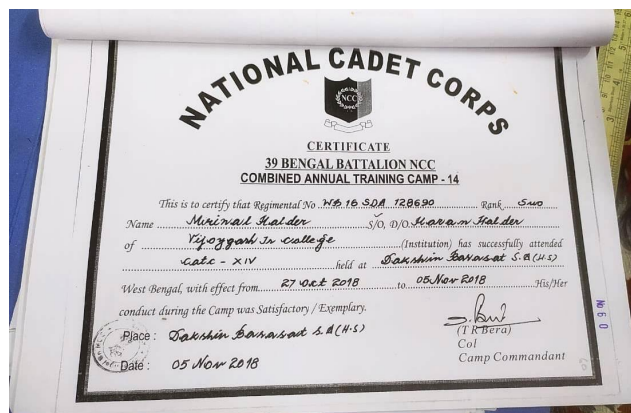 NATIONAL CADET CORPS
NCC
CERTIFICATE
39 BENGAL BATTALION NCC
COMBINED ANNUAL TRAINING CAMP - 14
This is to certify that Regimental No. WB 16 SDA 128690 Rank SUO
Name Mrinal Halder S/O, D/O. Haran Halder
of Vijoygarh Jr College (Institution) has successfully attended
CATC - XIV held at Dakshin Barasat S.A (H.S)
West Bengal, with effect from 27 Oct 2018 to 05 Nov 2018 His/Her
conduct during the Camp was Satisfactory / Exemplary.
Place : Dakshin Barasat S.A (H.S)
(T R Bera)
Col
Camp Commandant
Date : 05 Nov 2018
No 6 0